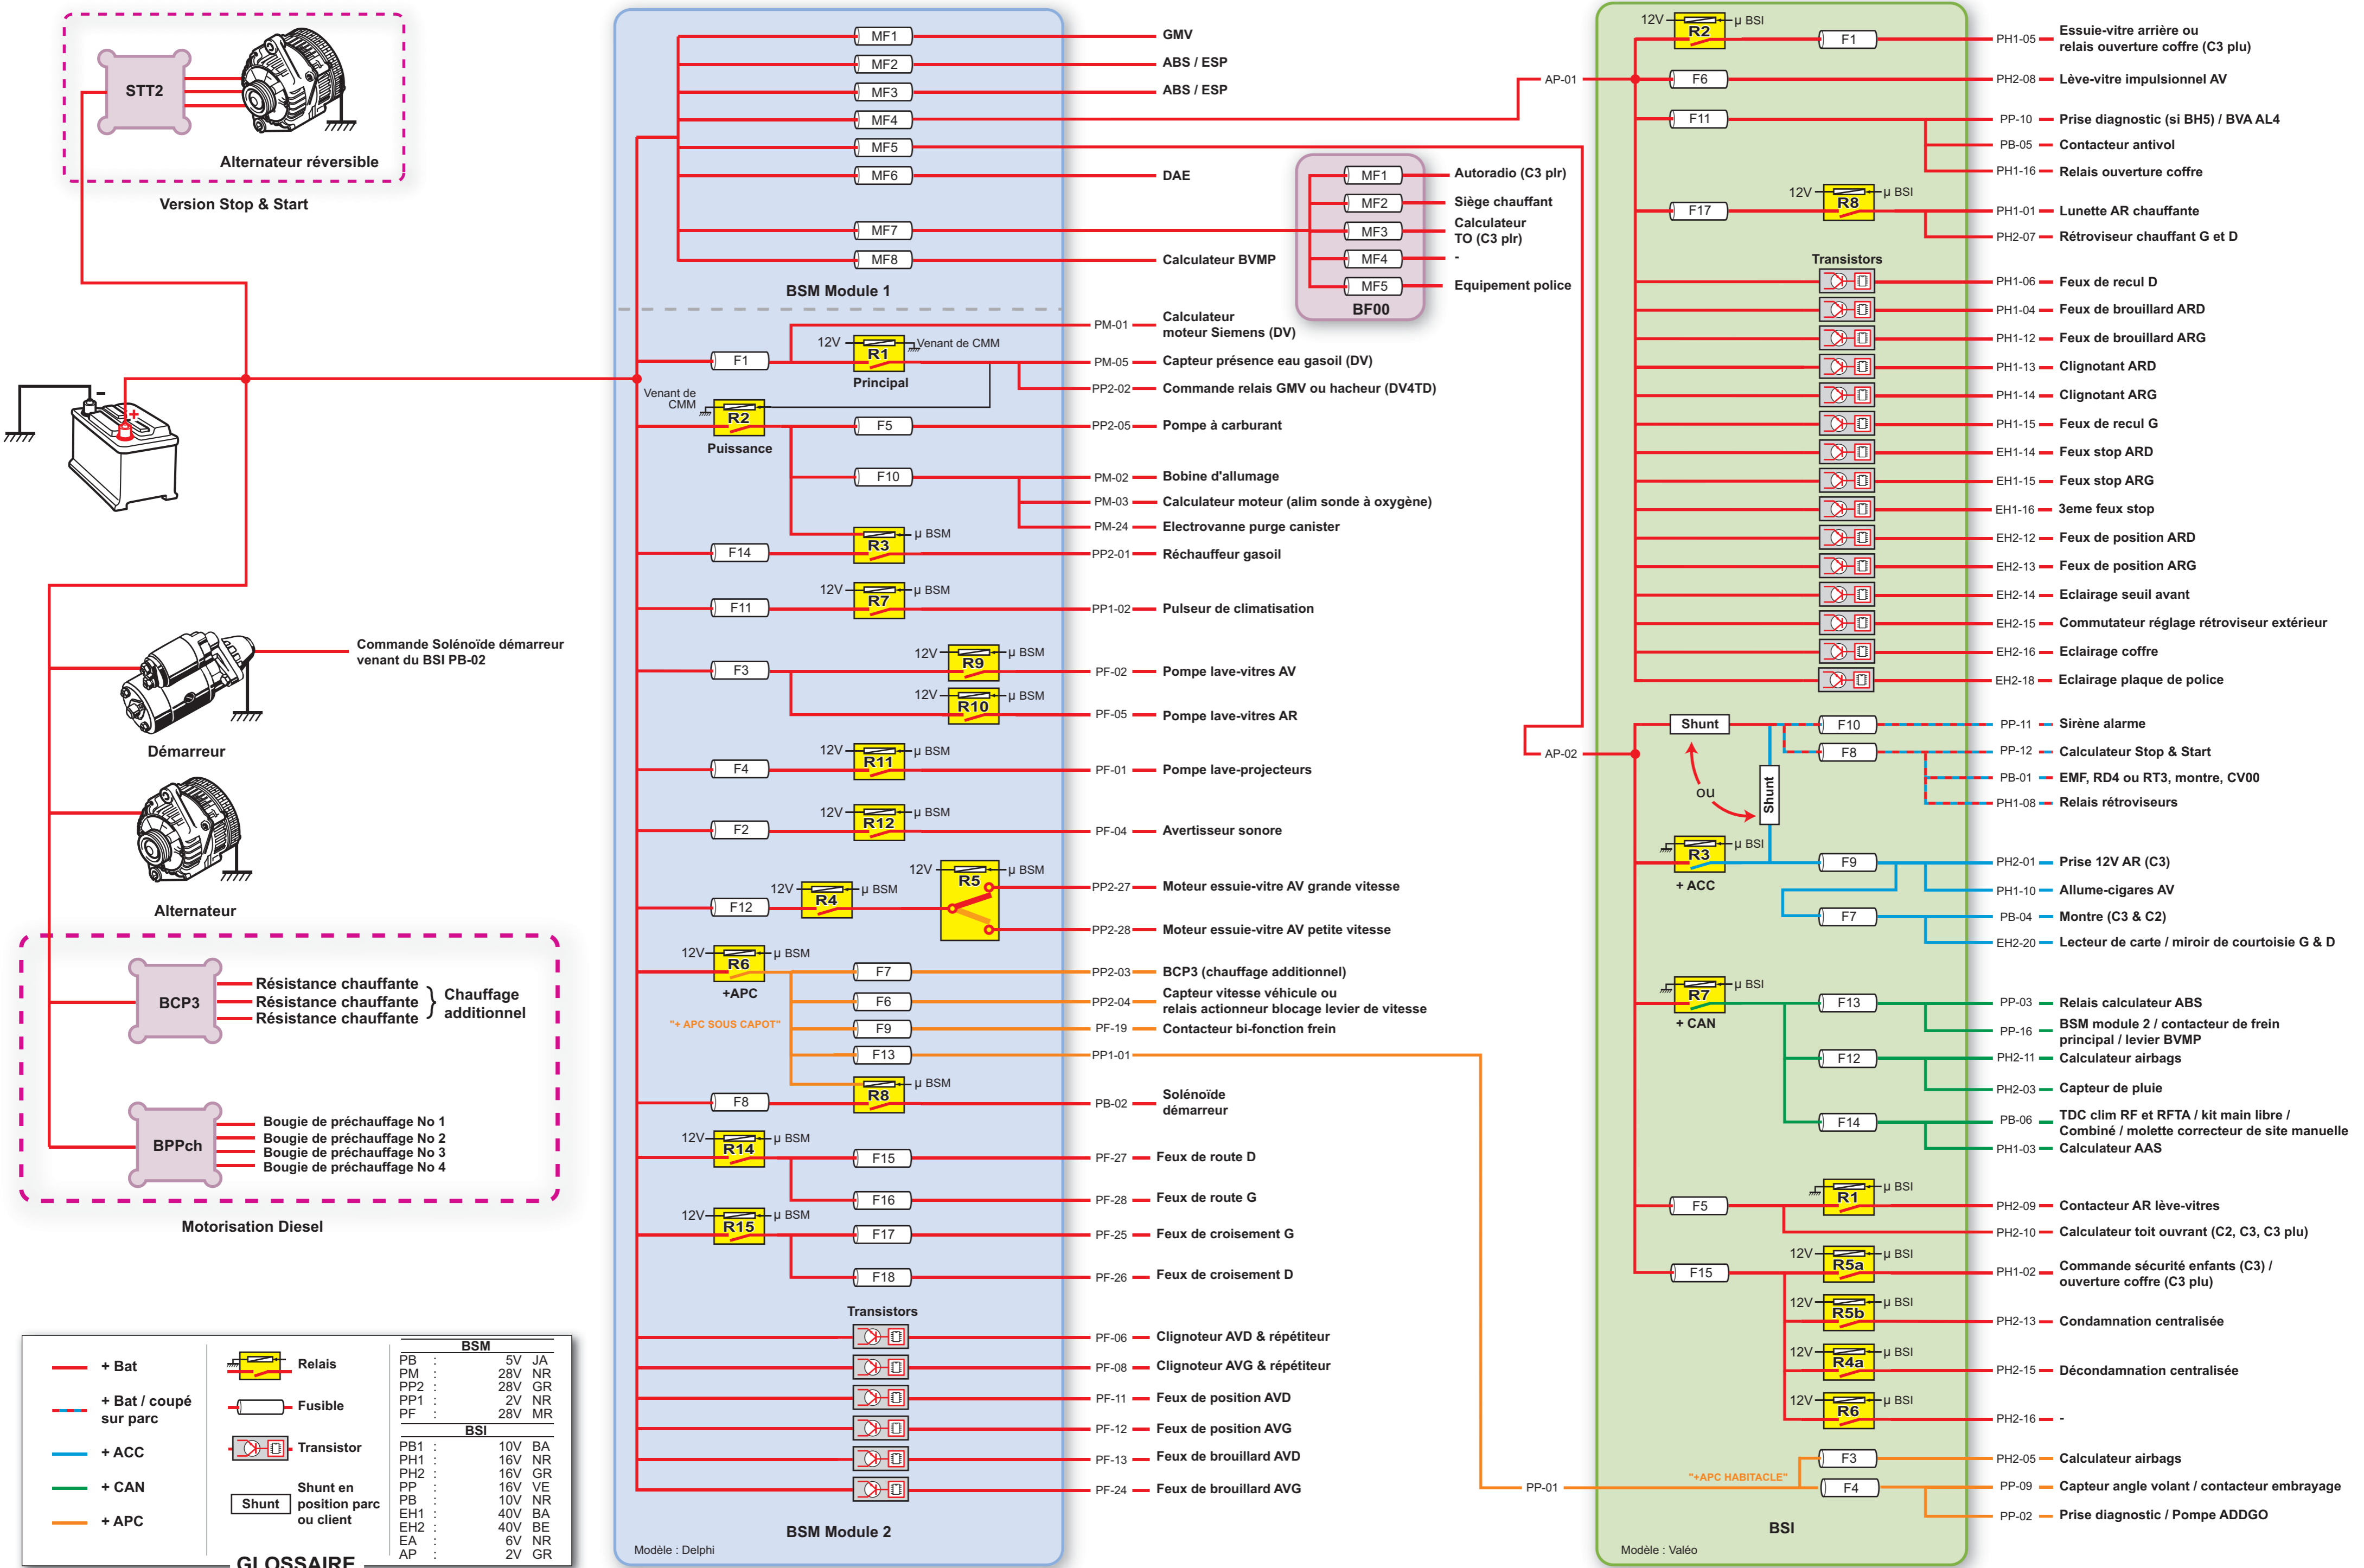 STT2
Alternateur réversible
Version Stop & Start
-
+
Commande Solénoïde démarreur
venant du BSI PB-02
Démarreur
Alternateur
BCP3
Résistance chauffante
Résistance chauffante
Résistance chauffante
} Chauffage
additionnel
BPPch
Bougie de préchauffage No 1
Bougie de préchauffage No 2
Bougie de préchauffage No 3
Bougie de préchauffage No 4
Motorisation Diesel
+ Bat
+ Bat / coupé
sur parc
+ ACC
+ CAN
+ APC
Relais
Fusible
Transistor
Shunt
Shunt en
position parc
ou client
BSM
PB : 5V JA
PM : 28V NR
PP2 : 28V GR
PP1 : 2V NR
PF : 28V MR
BSI
PB1 : 10V BA
PH1 : 16V NR
PH2 : 16V GR
PP : 16V VE
PB : 10V NR
EH1 : 40V BA
EH2 : 40V BE
EA : 6V NR
AP : 2V GR
GLOSSAIRE
MF1 GMV
MF2 ABS / ESP
MF3 ABS / ESP
MF4
MF5
MF6 DAE
MF7
MF8 Calculateur BVMP
BSM Module 1
MF1 Autoradio (C3 plr)
MF2 Siège chauffant
MF3 Calculateur
TO (C3 plr)
MF4 -
MF5 Equipement police
BF00
PM-01 Calculateur
moteur Siemens (DV)
F1 12V R1 Venant de CMM
Principal
PM-05 Capteur présence eau gasoil (DV)
PP2-02 Commande relais GMV ou hacheur (DV4TD)
Venant de
CMM
R2
Puissance
F5 PP2-05 Pompe à carburant
F10 PM-02 Bobine d'allumage
PM-03 Calculateur moteur (alim sonde à oxygène)
PM-24 Electrovanne purge canister
F14 R3 µ BSM PP2-01 Réchauffeur gasoil
F11 12V R7 µ BSM PP1-02 Pulseur de climatisation
F3 12V R9 µ BSM PF-02 Pompe lave-vitres AV
12V R10 µ BSM PF-05 Pompe lave-vitres AR
F4 12V R11 µ BSM PF-01 Pompe lave-projecteurs
F2 12V R12 µ BSM PF-04 Avertisseur sonore
F12 12V R4 µ BSM 12V R5 µ BSM
PP2-27 Moteur essuie-vitre AV grande vitesse
PP2-28 Moteur essuie-vitre AV petite vitesse
12V R6 µ BSM
+APC
"+ APC SOUS CAPOT"
F7 PP2-03 BCP3 (chauffage additionnel)
F6 PP2-04 Capteur vitesse véhicule ou
relais actionneur blocage levier de vitesse
F9 PF-19 Contacteur bi-fonction frein
F13 PP1-01
F8 R8 µ BSM PB-02 Solénoïde
démarreur
12V R14 µ BSM
F15 PF-27 Feux de route D
F16 PF-28 Feux de route G
12V R15 µ BSM
F17 PF-25 Feux de croisement G
F18 PF-26 Feux de croisement D
Transistors
PF-06 Clignoteur AVD & répétiteur
PF-08 Clignoteur AVG & répétiteur
PF-11 Feux de position AVD
PF-12 Feux de position AVG
PF-13 Feux de brouillard AVD
PF-24 Feux de brouillard AVG
BSM Module 2
Modèle : Delphi
AP-01
12V R2 µ BSI
F1 PH1-05 Essuie-vitre arrière ou
relais ouverture coffre (C3 plu)
F6 PH2-08 Lève-vitre impulsionnel AV
F11 PP-10 Prise diagnostic (si BH5) / BVA AL4
PB-05 Contacteur antivol
PH1-16 Relais ouverture coffre
F17 12V R8 µ BSI PH1-01 Lunette AR chauffante
PH2-07 Rétroviseur chauffant G et D
Transistors
PH1-06 Feux de recul D
PH1-04 Feux de brouillard ARD
PH1-12 Feux de brouillard ARG
PH1-13 Clignotant ARD
PH1-14 Clignotant ARG
PH1-15 Feux de recul G
EH1-14 Feux stop ARD
EH1-15 Feux stop ARG
EH1-16 3eme feux stop
EH2-12 Feux de position ARD
EH2-13 Feux de position ARG
EH2-14 Eclairage seuil avant
EH2-15 Commutateur réglage rétroviseur extérieur
EH2-16 Eclairage coffre
EH2-18 Eclairage plaque de police
AP-02
Shunt
ou
Shunt
F10 PP-11 Sirène alarme
F8 PP-12 Calculateur Stop & Start
PB-01 EMF, RD4 ou RT3, montre, CV00
PH1-08 Relais rétroviseurs
R3 µ BSI
+ ACC
F9 PH2-01 Prise 12V AR (C3)
PH1-10 Allume-cigares AV
F7 PB-04 Montre (C3 & C2)
EH2-20 Lecteur de carte / miroir de courtoisie G & D
R7 µ BSI
+ CAN
F13 PP-03 Relais calculateur ABS
PP-16 BSM module 2 / contacteur de frein
principal / levier BVMP
F12 PH2-11 Calculateur airbags
PH2-03 Capteur de pluie
F14 PB-06 TDC clim RF et RFTA / kit main libre /
Combiné / molette correcteur de site manuelle
PH1-03 Calculateur AAS
F5 R1 µ BSI PH2-09 Contacteur AR lève-vitres
PH2-10 Calculateur toit ouvrant (C2, C3, C3 plu)
F15 12V R5a µ BSI PH1-02 Commande sécurité enfants (C3) /
ouverture coffre (C3 plu)
12V R5b µ BSI PH2-13 Condamnation centralisée
12V R4a µ BSI PH2-15 Décondamnation centralisée
12V R6 µ BSI PH2-16 -
PP-01
"+APC HABITACLE"
F3 PH2-05 Calculateur airbags
F4 PP-09 Capteur angle volant / contacteur embrayage
PP-02 Prise diagnostic / Pompe ADDGO
BSI
Modèle : Valéo